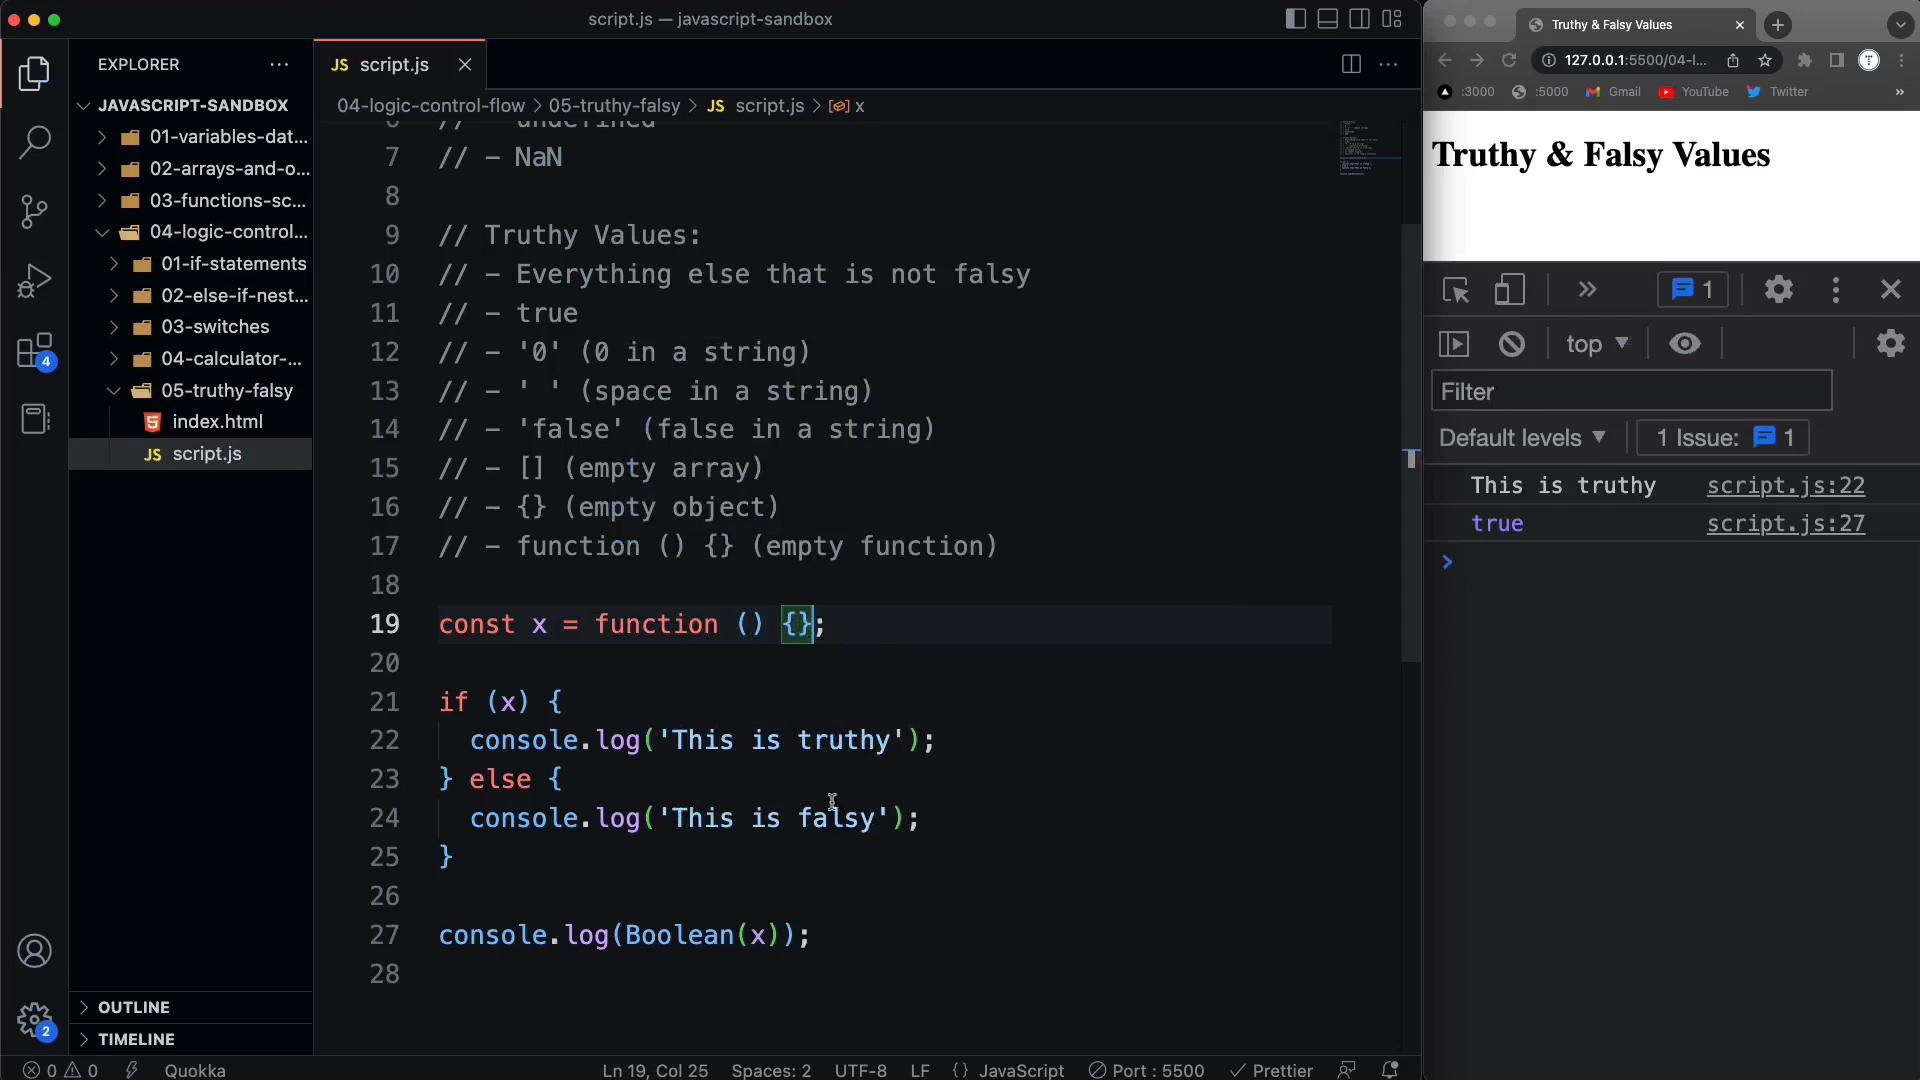 script.js — javascript-sandbox
EXPLORER
JAVASCRIPT-SANDBOX
01-variables-dat...
02-arrays-and-o...
03-functions-sc...
04-logic-control...
01-if-statements
02-else-if-nest...
03-switches
04-calculator-...
05-truthy-falsy
index.html
JS script.js
OUTLINE
TIMELINE
4
2
JS script.js
04-logic-control-flow > 05-truthy-falsy > JS script.js > x
6 // - undefined
7 // - NaN
8
9 // Truthy Values:
10 // - Everything else that is not falsy
11 // - true
12 // - '0' (0 in a string)
13 // - ' ' (space in a string)
14 // - 'false' (false in a string)
15 // - [] (empty array)
16 // - {} (empty object)
17 // - function () {} (empty function)
18
19 const x = function () {};
20
21 if (x) {
22 console.log('This is truthy');
23 } else {
24 console.log('This is falsy');
25 }
26
27 console.log(Boolean(x));
28
0 0 Quokka Ln 19, Col 25 Spaces: 2 UTF-8 LF {} JavaScript Port : 5500 Prettier
Truthy & Falsy Values
127.0.0.1:5500/04-l...
T
:3000 :5000 Gmail YouTube Twitter »
Truthy & Falsy Values
1
top
Filter
Default levels 1 Issue: 1
This is truthy script.js:22
true script.js:27